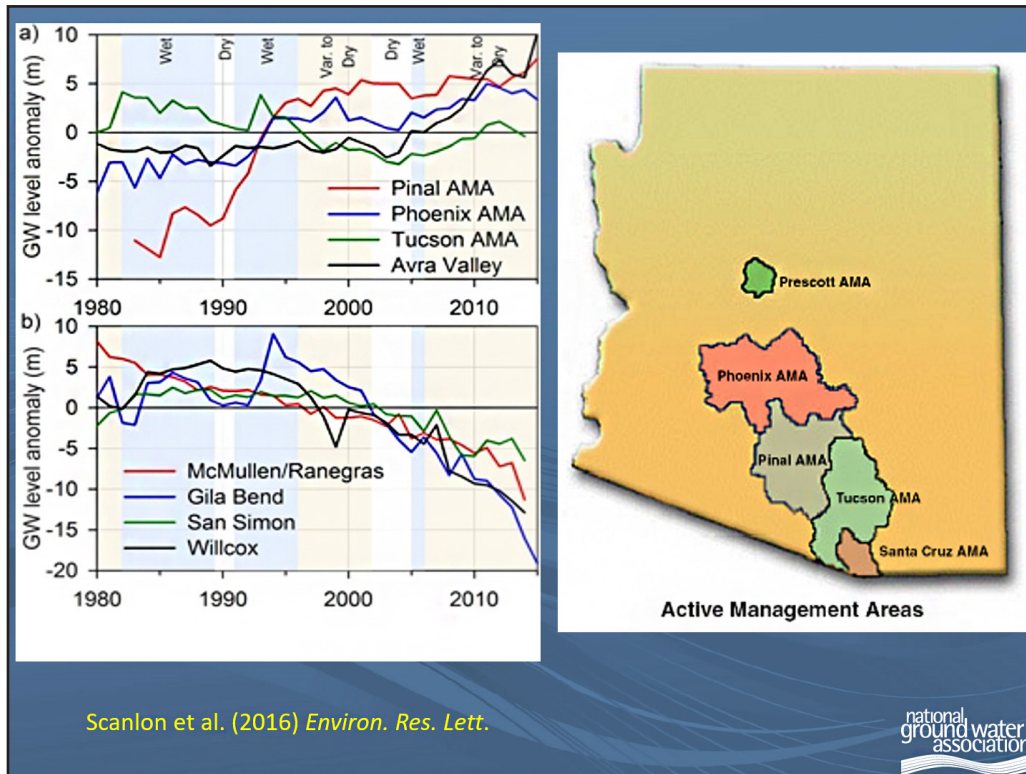 a)
GW level anomaly (m)
10
5
0
-5
-10
-15
Wet
Dry
Wet
Var. to
Dry
Dry
Wet
Var. to
Dry
Pinal AMA
Phoenix AMA
Tucson AMA
Avra Valley
1980
1990
2000
2010
b)
GW level anomaly (m)
10
5
0
-5
-10
-15
-20
McMullen/Ranegras
Gila Bend
San Simon
Willcox
1980
1990
2000
2010
Prescott AMA
Phoenix AMA
Pinal AMA
Tucson AMA
Santa Cruz AMA
Active Management Areas
Scanlon et al. (2016) Environ. Res. Lett.
national
ground water
association